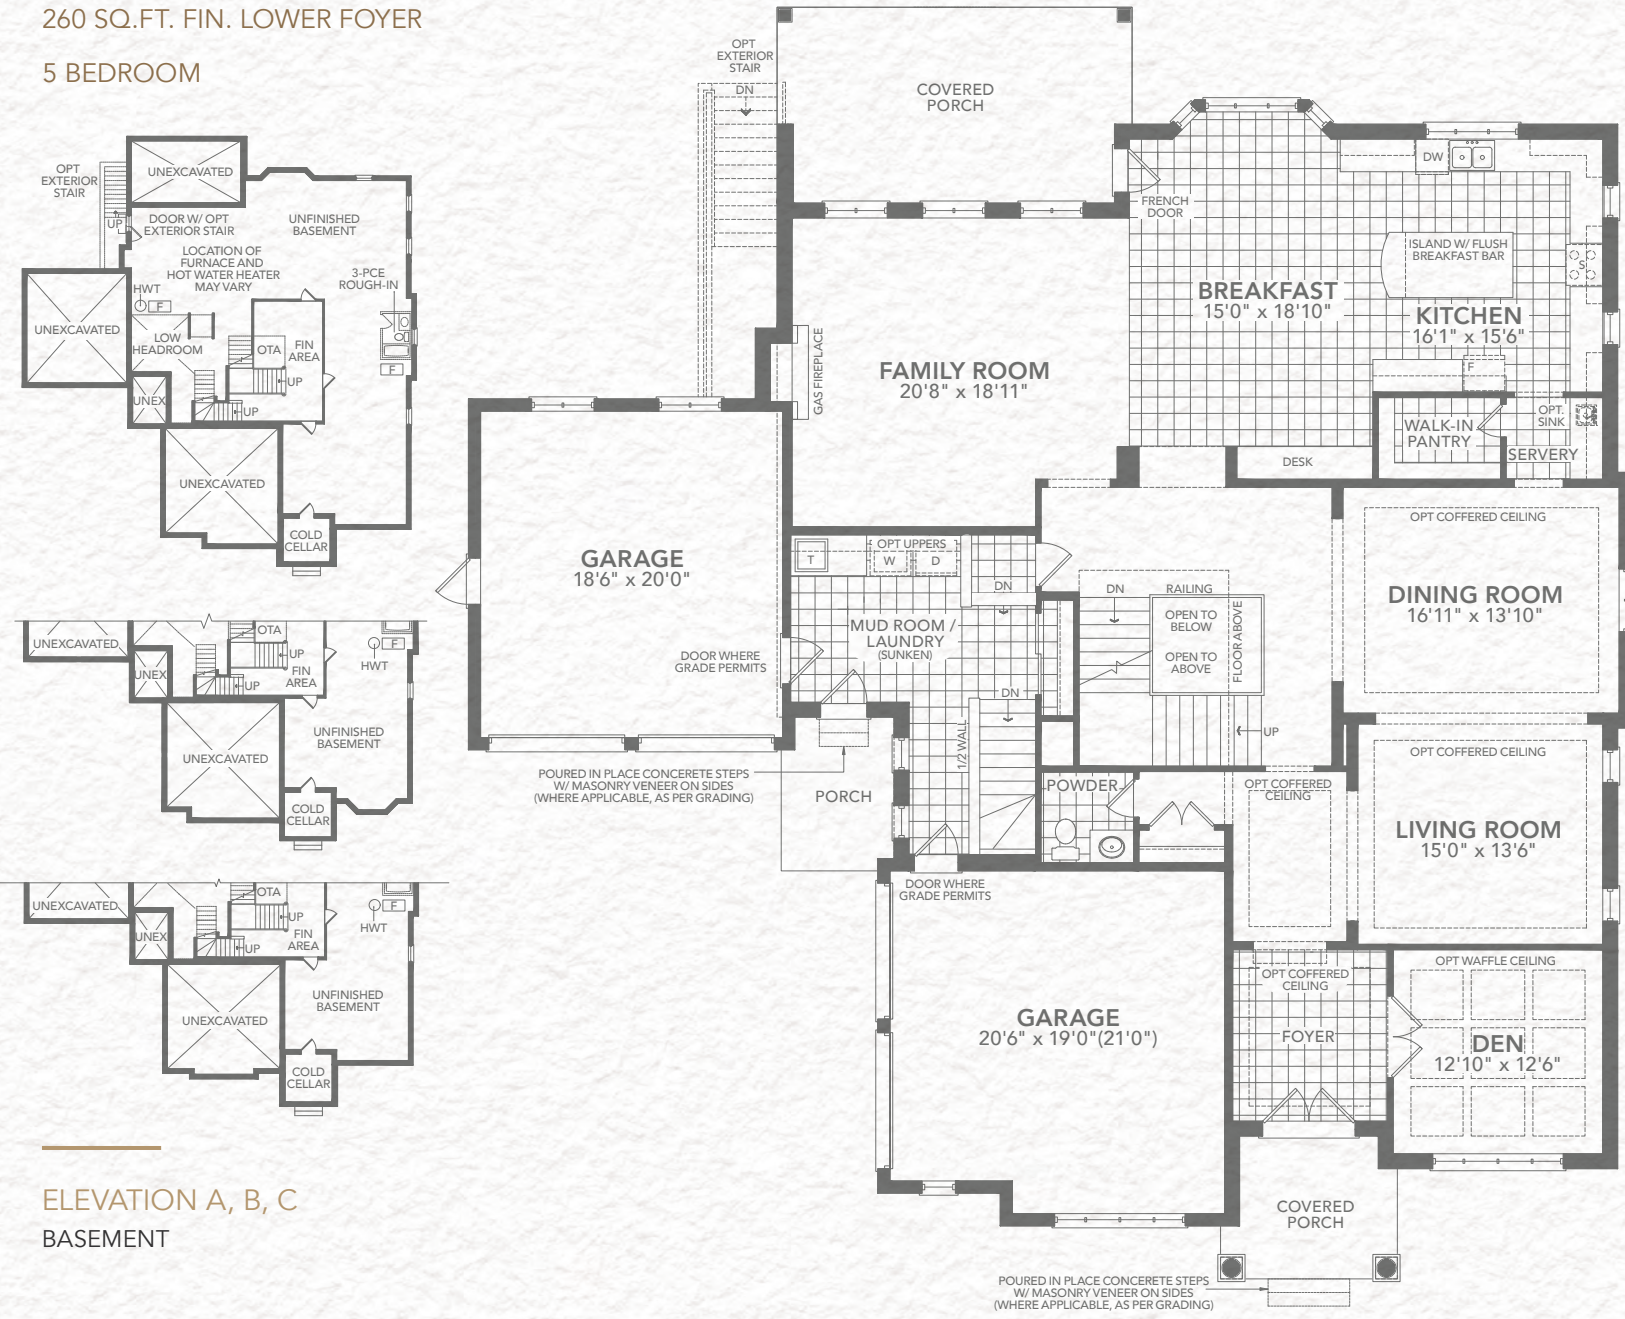 260 SQ.FT. FIN. LOWER FOYER
5 BEDROOM
UNEXCAVATED
OPT
EXTERIOR
STAIR
UP
DOOR W/ OPT
EXTERIOR STAIR
UNFINISHED
BASEMENT
LOCATION OF
FURNACE AND
HOT WATER HEATER
MAY VARY
3-PCE
ROUGH-IN
HWT
F
UNEXCAVATED
LOW
HEADROOM
OTA
FIN
AREA
UP
F
UNEX
UP
UNEXCAVATED
COLD
CELLAR
UNEXCAVATED
OTA
UP
F
HWT
UNEX
FIN
AREA
UP
UNFINISHED
BASEMENT
UNEXCAVATED
COLD
CELLAR
UNEXCAVATED
OTA
F
UP
HWT
UNEX
FIN
AREA
UP
UNFINISHED
BASEMENT
UNEXCAVATED
COLD
CELLAR
ELEVATION A, B, C
BASEMENT
OPT
EXTERIOR
STAIR
DN
COVERED
PORCH
FRENCH
DOOR
DW
ISLAND W/ FLUSH
BREAKFAST BAR
S
BREAKFAST
15'0" x 18'10"
KITCHEN
16'1" x 15'6"
F
FAMILY ROOM
20'8" x 18'11"
GAS FIREPLACE
WALK-IN
PANTRY
OPT.
SINK
SERVERY
DESK
GARAGE
18'6" x 20'0"
T
OPT UPPERS
W
D
DN
MUD ROOM /
LAUNDRY
(SUNKEN)
DOOR WHERE
GRADE PERMITS
DN
1/2 WALL
DN
RAILING
OPEN TO
BELOW
OPEN TO
ABOVE
FLOOR ABOVE
UP
OPT COFFERED CEILING
DINING ROOM
16'11" x 13'10"
POURED IN PLACE CONCRETE STEPS
W/ MASONRY VENEER ON SIDES
(WHERE APPLICABLE, AS PER GRADING)
PORCH
POWDER
OPT COFFERED
CEILING
OPT COFFERED CEILING
LIVING ROOM
15'0" x 13'6"
DOOR WHERE
GRADE PERMITS
GARAGE
20'6" x 19'0"(21'0")
OPT COFFERED
CEILING
FOYER
OPT WAFFLE CEILING
DEN
12'10" x 12'6"
COVERED
PORCH
POURED IN PLACE CONCRETE STEPS
W/ MASONRY VENEER ON SIDES
(WHERE APPLICABLE, AS PER GRADING)